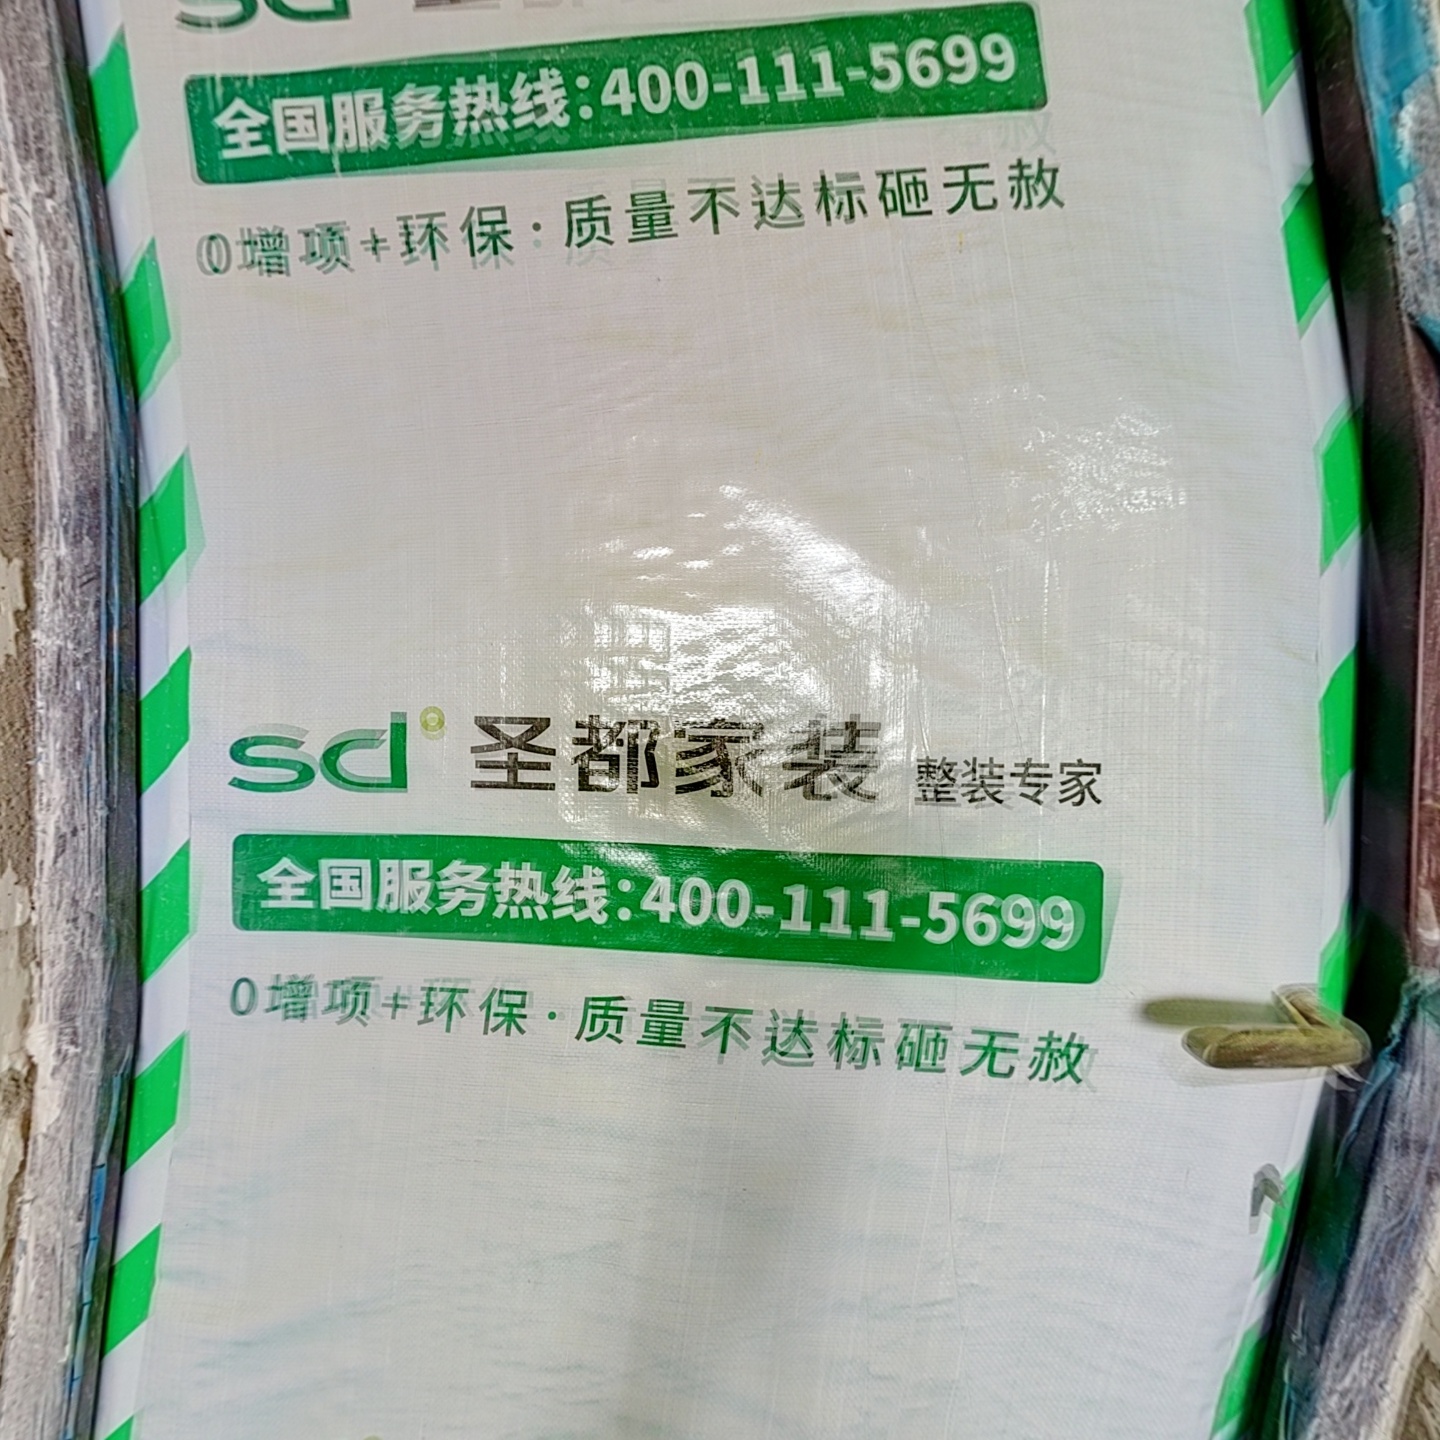 sd
全国服务热线:400-111-5699
0增项+环保·质量不达标砸无赦
sd 圣都家装 整装专家
全国服务热线:400-111-5699
0增项+环保·质量不达标砸无赦